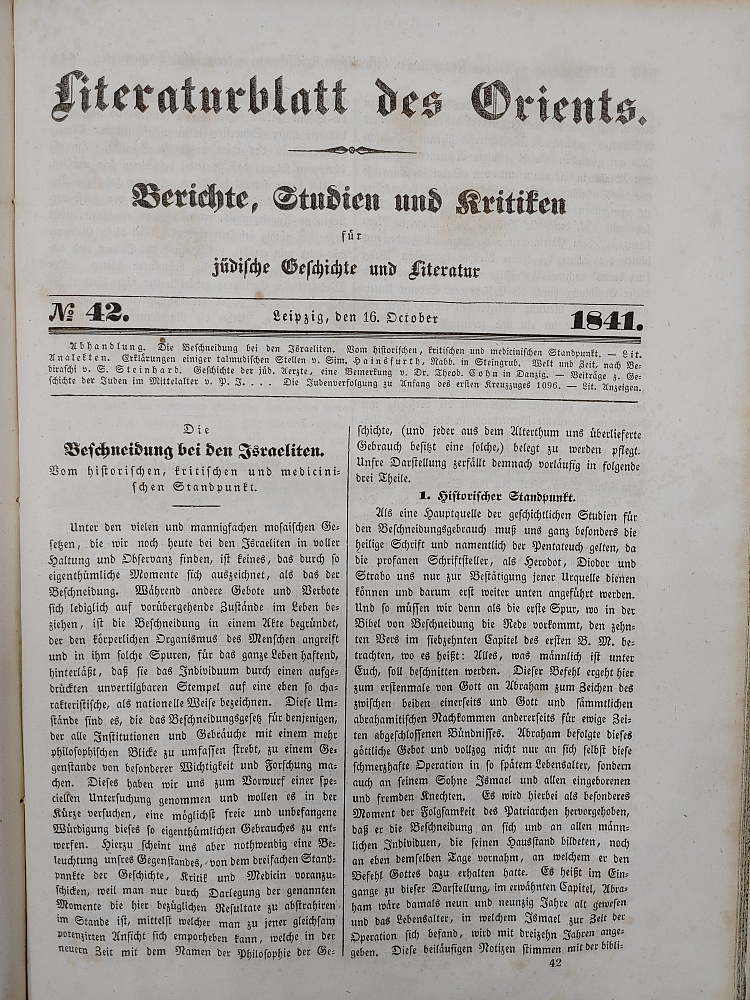 Literaturblatt des Orients.
Berichte, Studien und Kritiken
für
jüdische Geschichte und Literatur
№ 42.
Leipzig, den 16. October
1841.
Abhandlung. Die Beschneidung bei den Israeliten. Vom historischen, kritischen und medicinischen Standpunkt. — Lit.
Analekten. Erklärungen einiger talmudischen Stellen v. Sim. Hainsfurth, Rabb. in Steingrub. Welt und Zeit, nach Be-
diraschi v. S. Steinhard. Geschichte der jüd. Aerzte, eine Bemerkung v. Dr. Theod. Cohn in Danzig. — Beiträge z. Ge-
schichte der Juden im Mittelalter v. P. J. . . . Die Judenverfolgung zu Anfang des ersten Kreuzzuges 1096. — Lit. Anzeigen.
Die
Beschneidung bei den Israeliten.
Vom historischen, kritischen und medicini-
schen Standpunkt.
Unter den vielen und mannigfachen mosaischen Ge-
setzen, die wir noch heute bei den Israeliten in voller
Haltung und Observanz finden, ist keines, das durch so
eigenthümliche Momente sich auszeichnet, als das der
Beschneidung. Während andere Gebote und Verbote
sich lediglich auf vorübergehende Zustände im Leben be-
ziehen, ist die Beschneidung in einem Akte begründet,
der den körperlichen Organismus des Menschen angreift
und in ihm solche Spuren, für das ganze Leben haftend,
hinterläßt, daß sie das Individuum durch einen aufge-
drückten unvertilgbaren Stempel auf eine eben so cha-
rakteristische, als nationelle Weise bezeichnen. Diese Um-
stände sind es, die das Beschneidungsgesetz für denjenigen,
der alle Institutionen und Gebräuche mit einem mehr
philosophischen Blicke zu umfassen strebt, zu einem Ge-
genstande von besonderer Wichtigkeit und Forschung ma-
chen. Dieses haben wir uns zum Vorwurf einer spe-
ciellen Untersuchung genommen und wollen es in der
Kürze versuchen, eine möglichst freie und unbefangene
Würdigung dieses so eigenthümlichen Gebrauches zu ent-
werfen. Hierzu scheint uns aber nothwendig eine Be-
leuchtung unsres Gegenstandes, von dem dreifachen Stand-
punkte der Geschichte, Kritik und Medicin voranzu-
schicken, weil man nur durch Darlegung der genannten
Momente die hier bezüglichen Resultate zu abstrahiren
im Stande ist, mittelst welcher man zu jener gleichsam
potenzirten Ansicht sich emporheben kann, welche in der
neuern Zeit mit dem Namen der Philosophie der Ge-
schichte, (und jeder aus dem Alterthum uns überlieferte
Gebrauch besitzt eine solche,) belegt zu werden pflegt.
Unsre Darstellung zerfällt demnach vorläufig in folgende
drei Theile.
1. Historischer Standpunkt.
Als eine Hauptquelle der geschichtlichen Studien für
den Beschneidungsgebrauch muß uns ganz besonders die
heilige Schrift und namentlich der Pentateuch gelten, da
die profanen Schriftsteller, als Herodot, Diodor und
Strabo uns nur zur Bestätigung jener Urquelle dienen
können und darum erst weiter unten angeführt werden.
Und so müssen wir denn als die erste Spur, wo in der
Bibel von Beschneidung die Rede vorkommt, den zehn-
ten Vers im siebzehnten Capitel des ersten B. M. be-
trachten, wo es heißt: Alles, was männlich ist unter
Euch, soll beschnitten werden. Dieser Befehl ergeht hier
zum erstenmale von Gott an Abraham zum Zeichen des
zwischen beiden einerseits und Gott und sämmtlichen
abrahamitischen Nachkommen andererseits für ewige Zei-
ten abgeschlossenen Bündnisses. Abraham befolgte dieses
göttliche Gebot und vollzog nicht nur an sich selbst diese
schmerzhafte Operation in so spätem Lebensalter, sondern
auch an seinem Sohne Ismael und allen eingeborenen
und fremden Knechten. Es wird hierbei als besonderes
Moment der Folgsamkeit des Patriarchen hervorgehoben,
daß er die Beschneidung an sich und an allen männ-
lichen Individuen, die seinen Hausstand bildeten, noch
an eben demselben Tage vornahm, an welchem er den
Befehl Gottes dazu erhalten hatte. Es heißt im Ein-
gange zu dieser Darstellung, im erwähnten Capitel, Abra-
ham wäre damals neun und neunzig Jahre alt gewesen
und das Lebensalter, in welchem Ismael zur Zeit der
Operation sich befand, wird mit dreizehn Jahren ange-
geben. Diese beiläufigen Notizen stimmen mit der bibli-
42